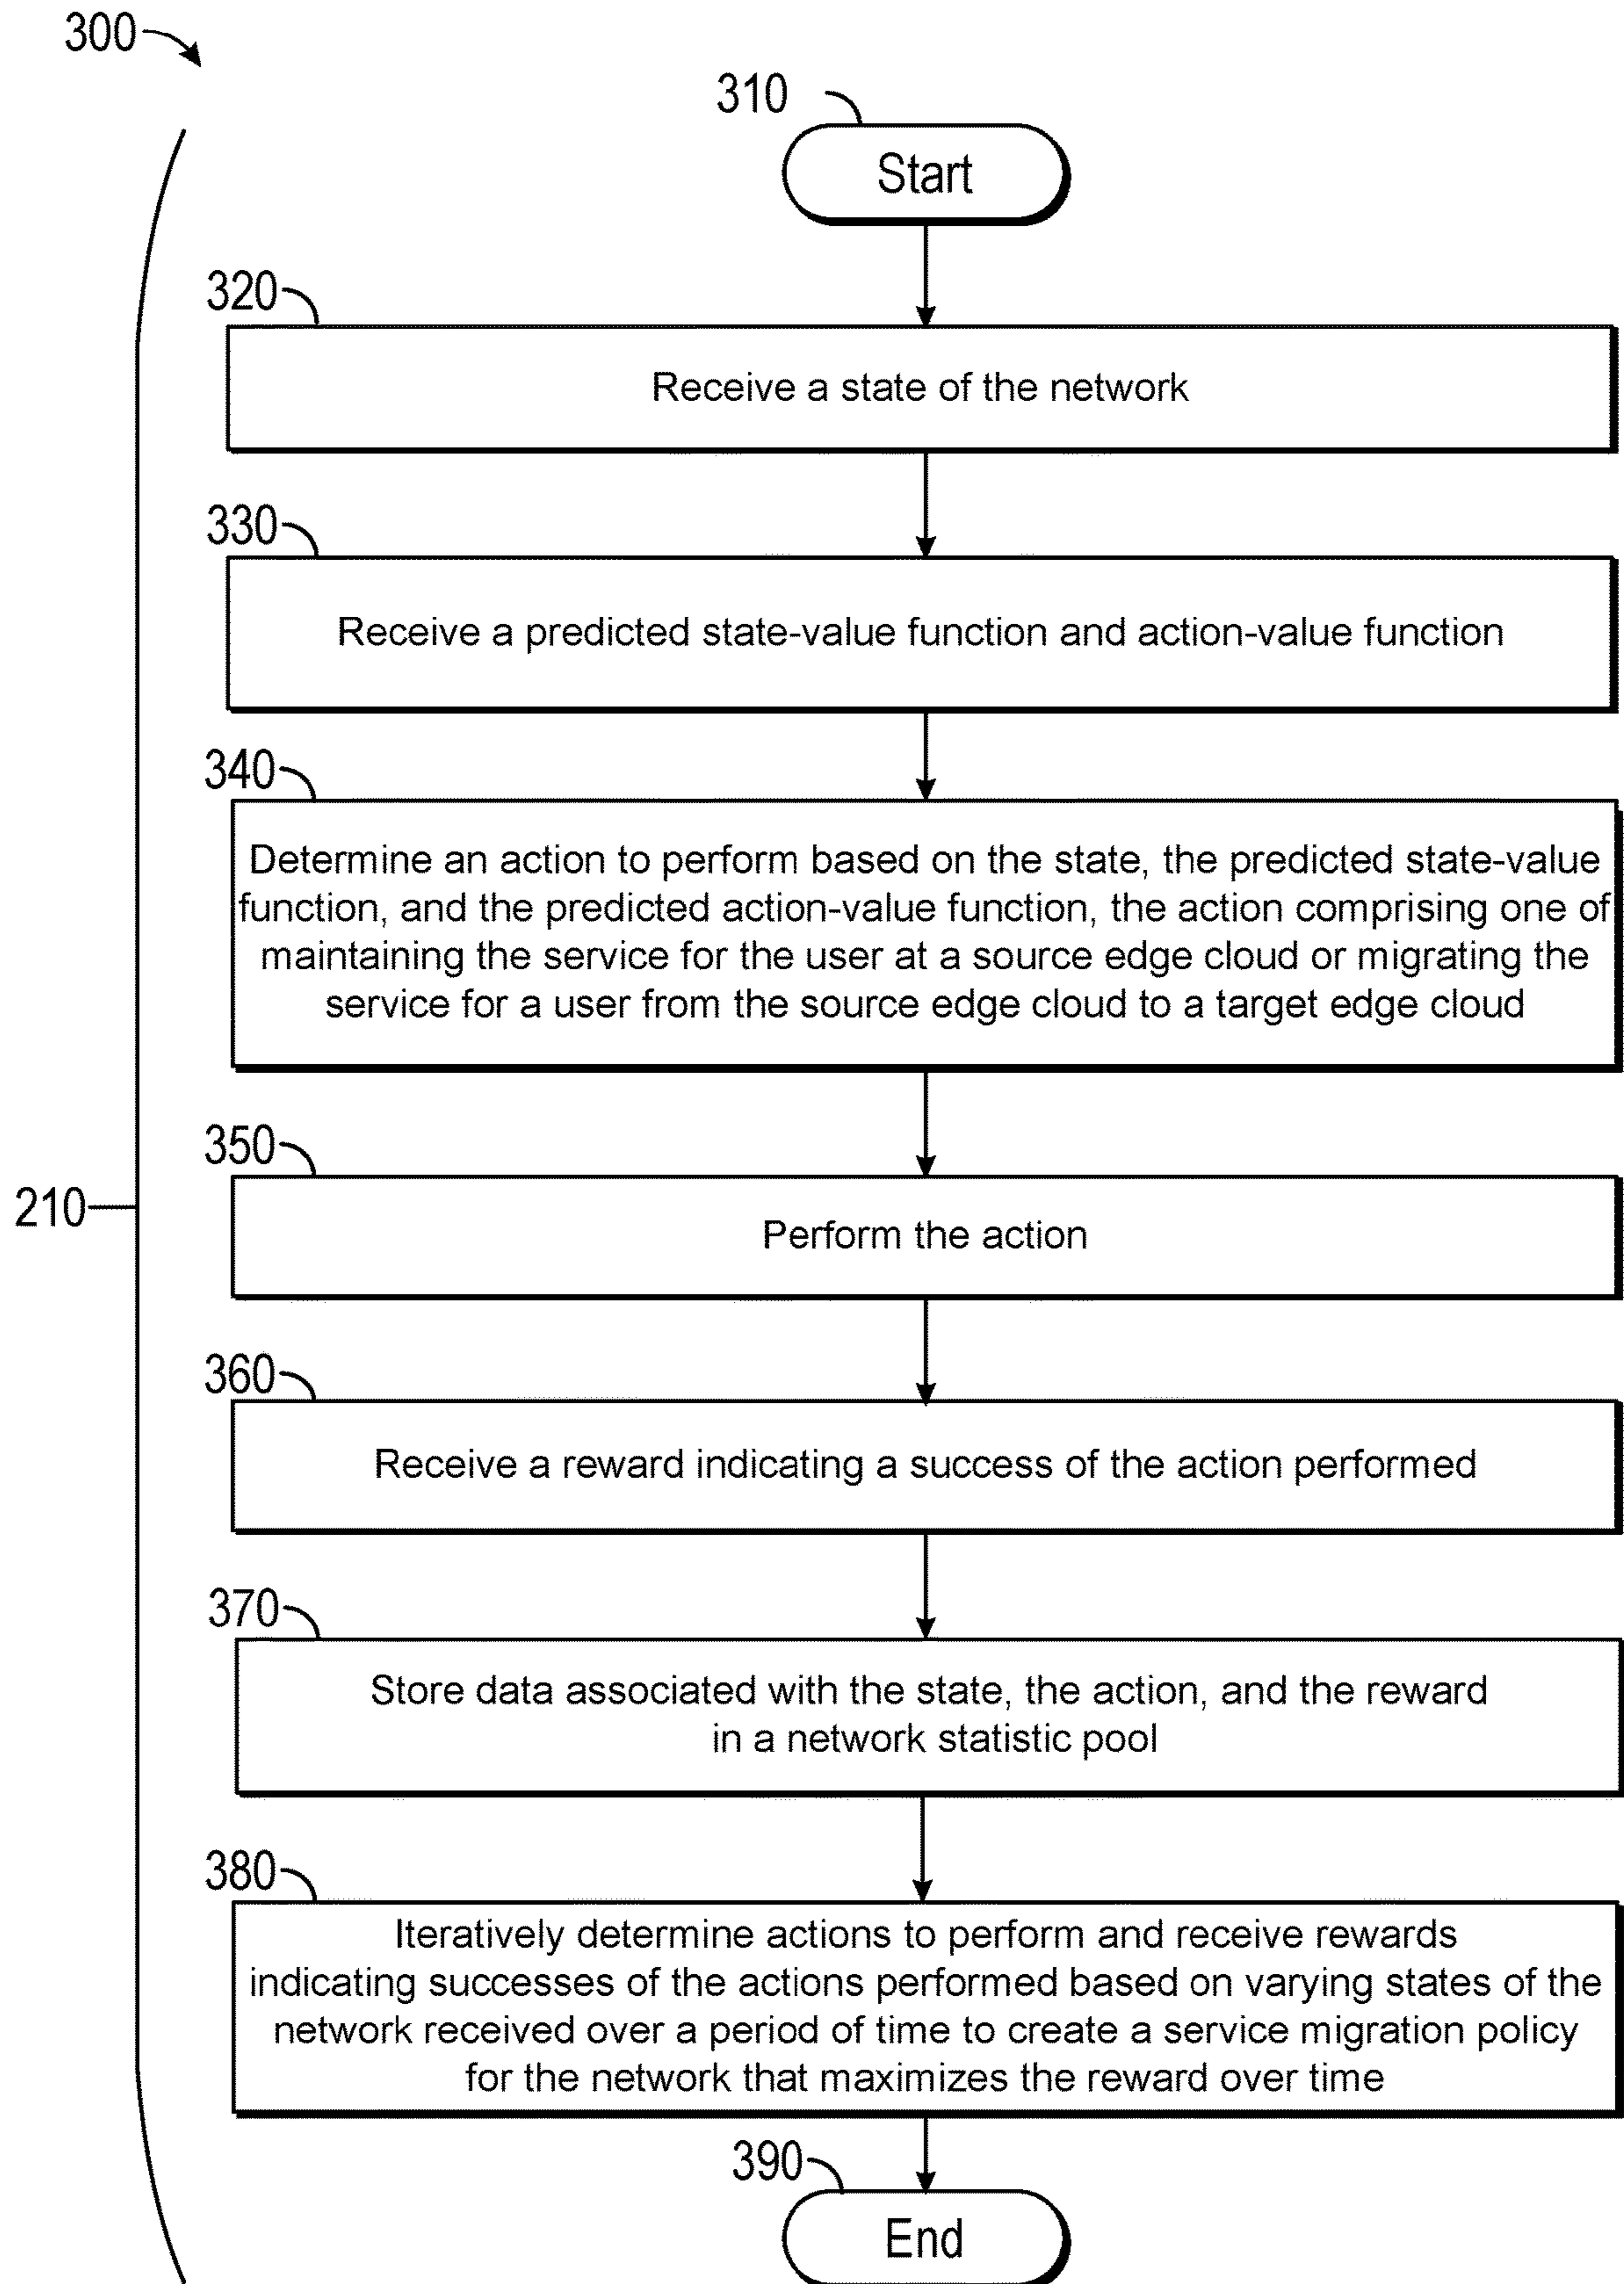 300
310
Start
320
Receive a state of the network
330
Receive a predicted state-value function and action-value function
340
Determine an action to perform based on the state, the predicted state-value
function, and the predicted action-value function, the action comprising one of
maintaining the service for the user at a source edge cloud or migrating the
service for a user from the source edge cloud to a target edge cloud
350
210
Perform the action
360
Receive a reward indicating a success of the action performed
370
Store data associated with the state, the action, and the reward
in a network statistic pool
380
Iteratively determine actions to perform and receive rewards
indicating successes of the actions performed based on varying states of the
network received over a period of time to create a service migration policy
for the network that maximizes the reward over time
390
End